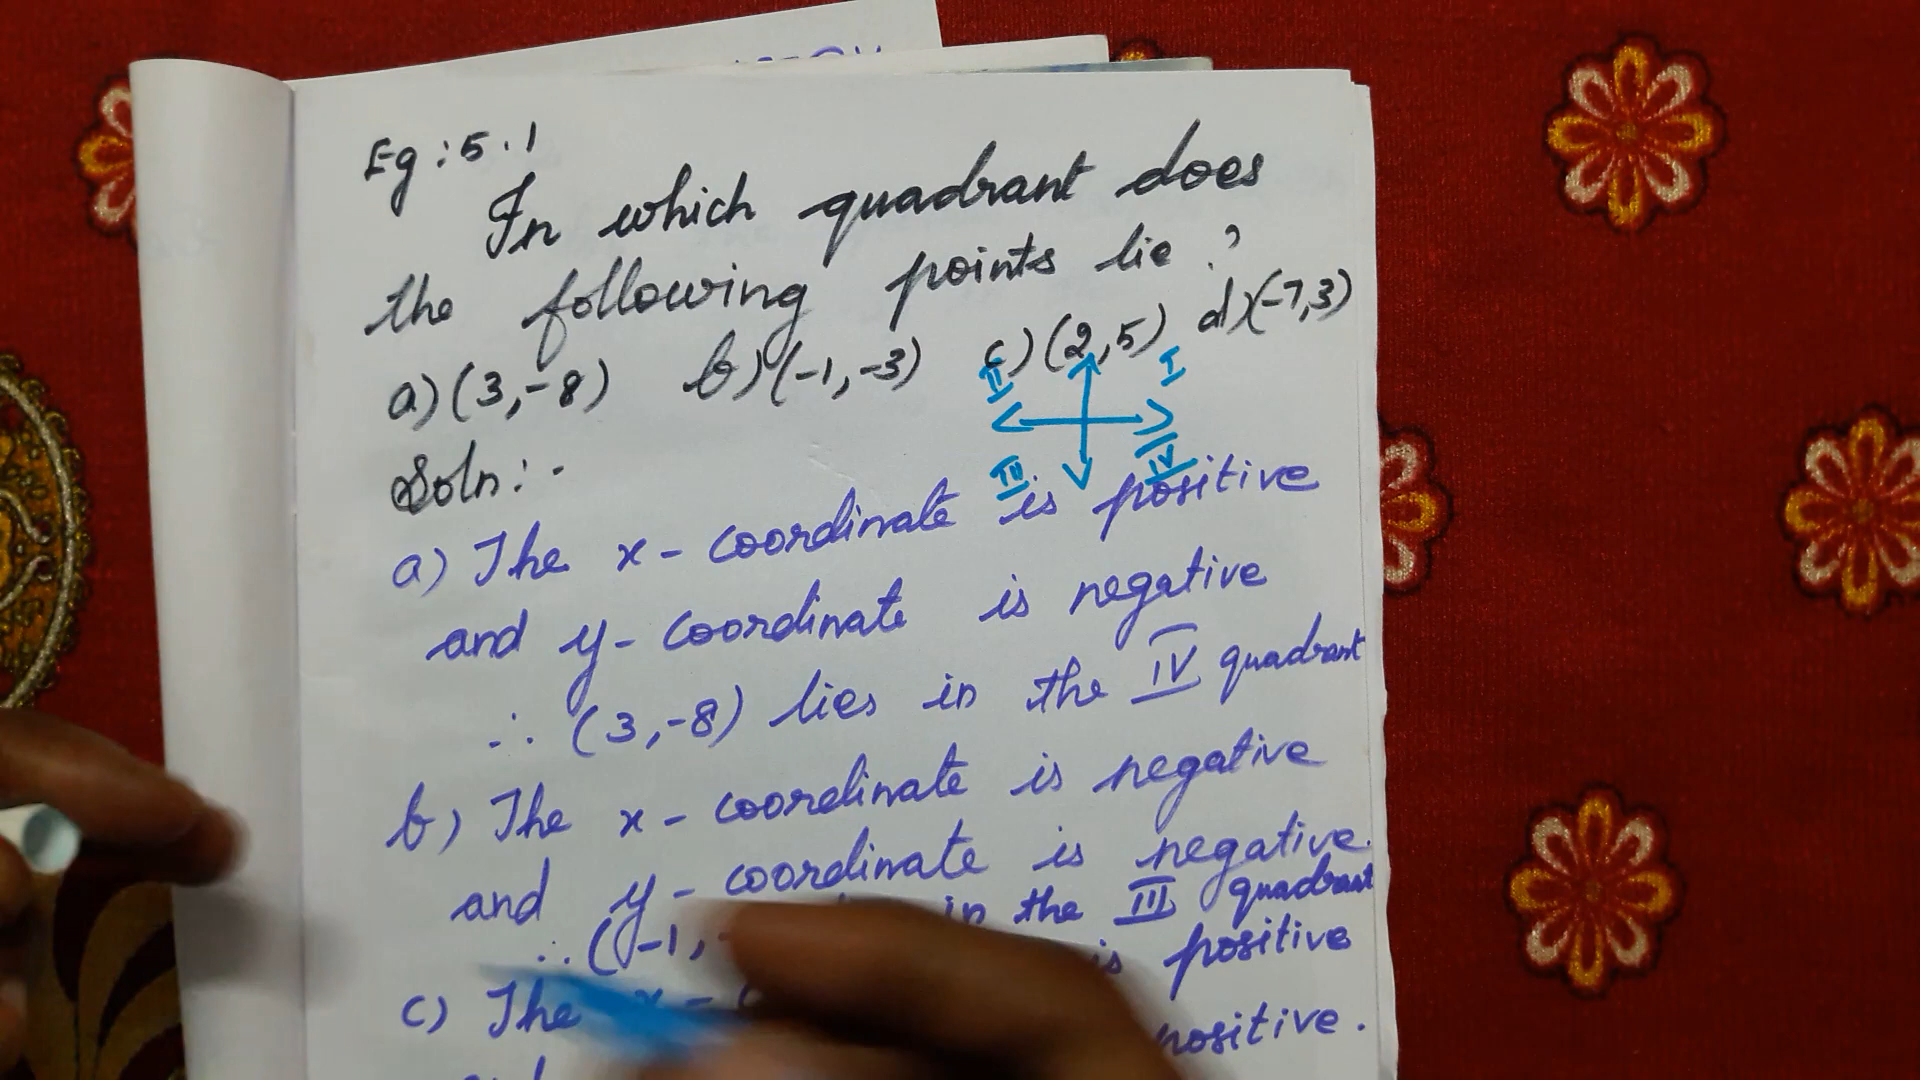 Eg : 5.1
In which quadrant does
the following points lie ?
a) (3,-8) b) (-1,-3) c) (2,5) d) (-7,3)
II I
III IV
Soln : -
a) The x - coordinate is positive
and y - coordinate is negative
∴ (3,-8) lies in the IV quadrant
b) The x - coordinate is negative
and y - coordinate is negative.
∴ (-1, in the III quadrant
c) The x - is positive
positive.